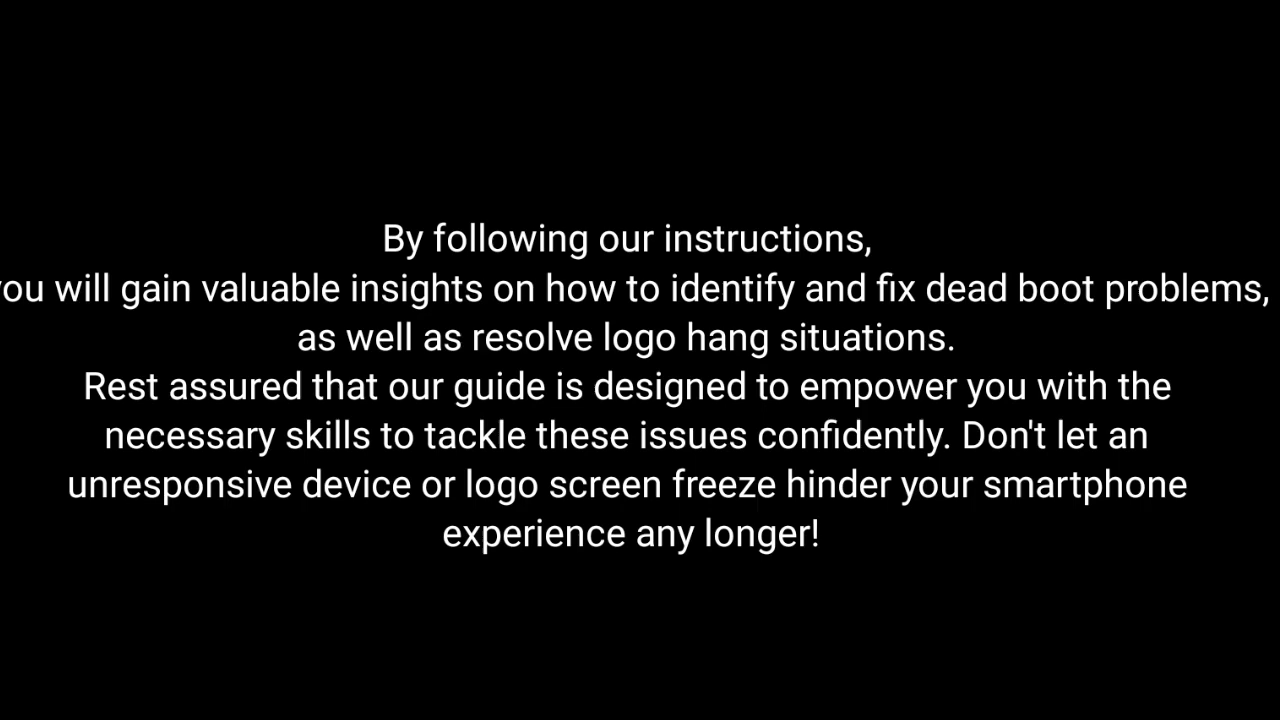 By following our instructions,
you will gain valuable insights on how to identify and fix dead boot problems,
as well as resolve logo hang situations.
Rest assured that our guide is designed to empower you with the
necessary skills to tackle these issues confidently. Don't let an
unresponsive device or logo screen freeze hinder your smartphone
experience any longer!